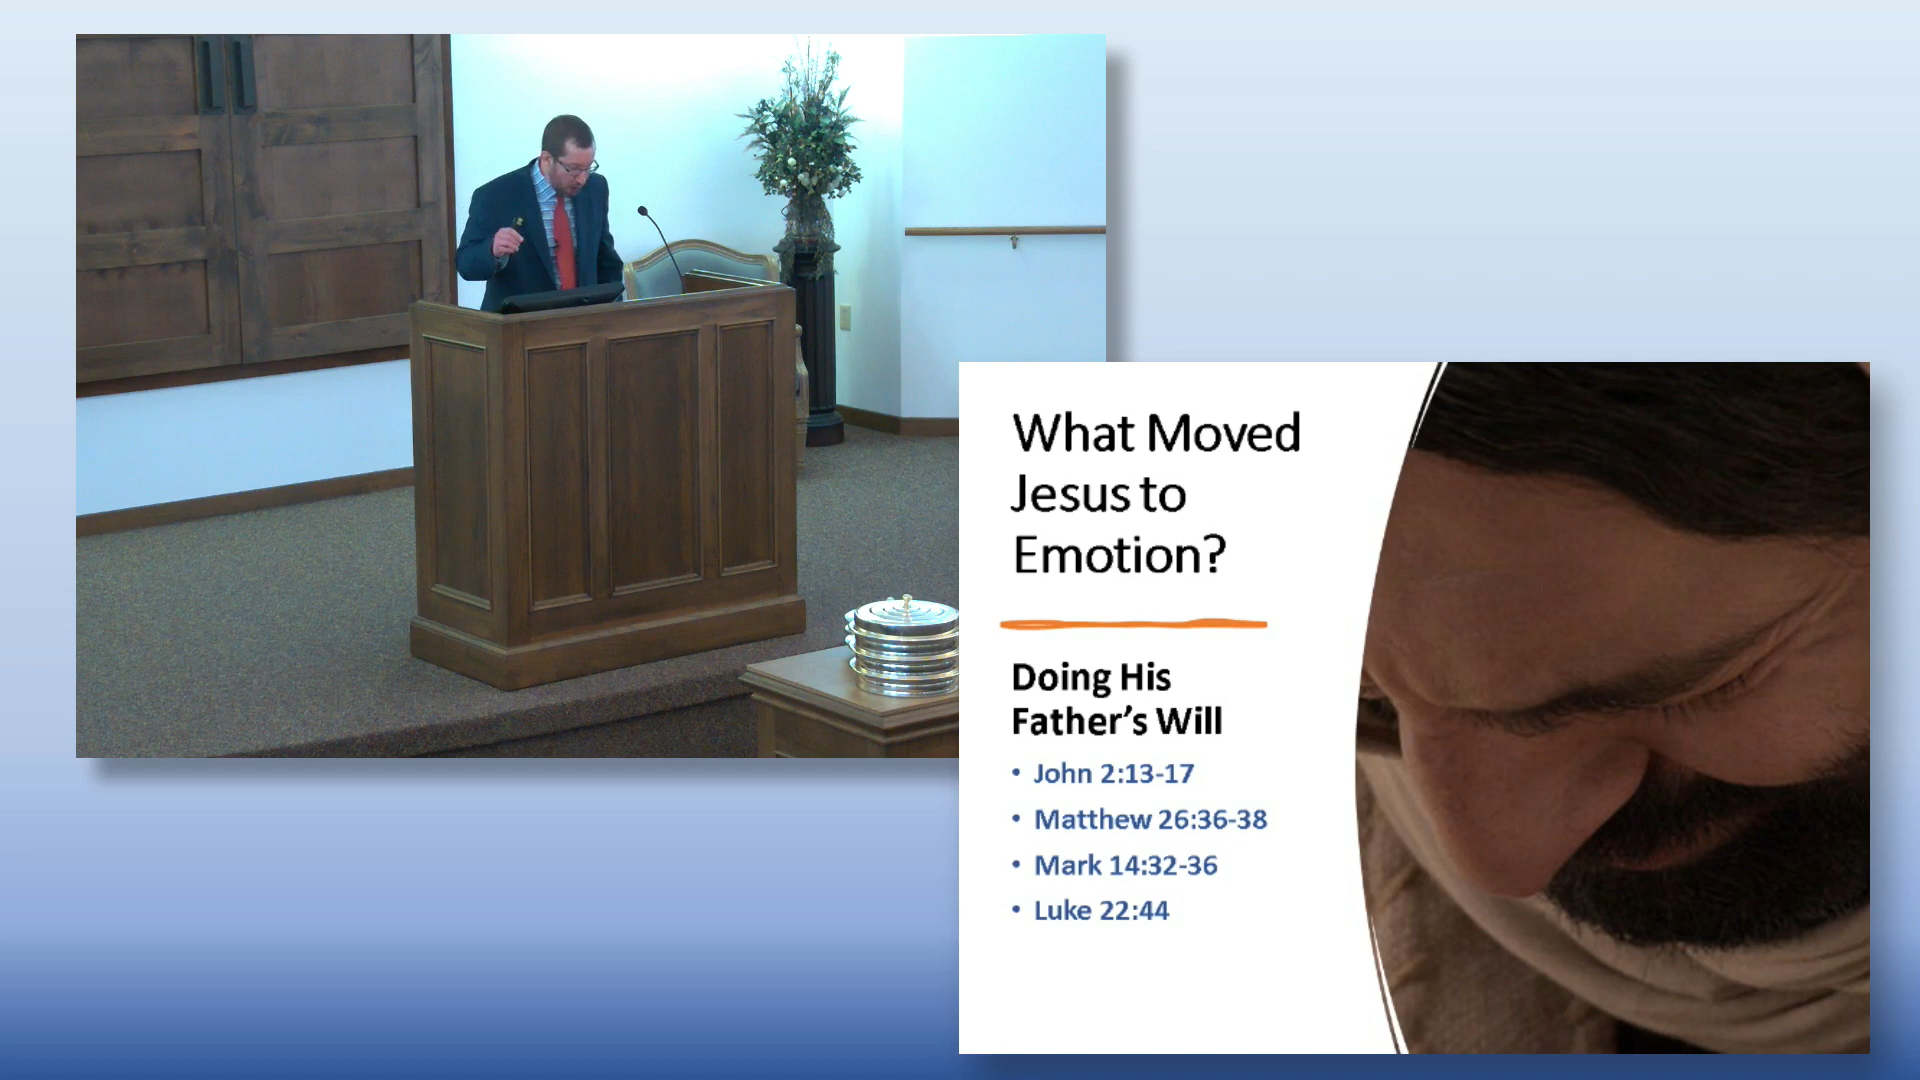 What Moved
Jesus to
Emotion?
Doing His
Father's Will
• John 2:13-17
• Matthew 26:36-38
• Mark 14:32-36
• Luke 22:44